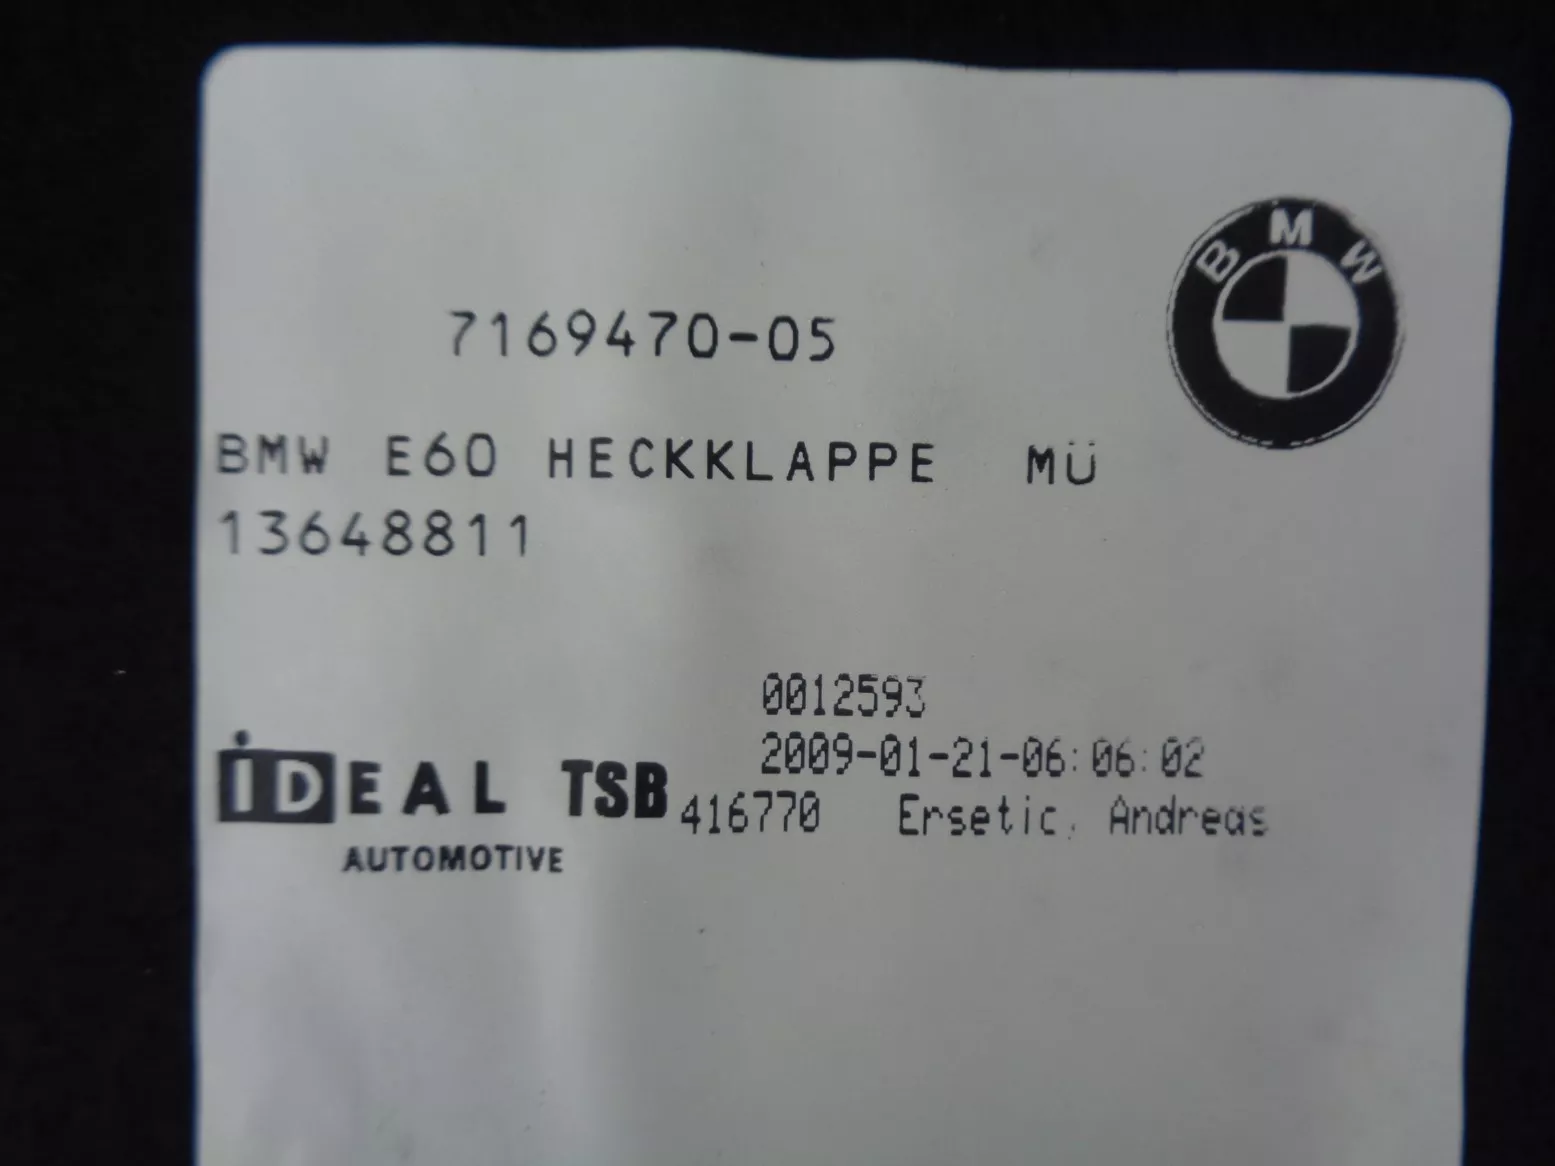 BMW
7169470-05
BMW E60 HECKKLAPPE MÜ
13648811
0012593
2009-01-21-06:06:02
iDEAL TSB 416770 Ersetic, Andreas
AUTOMOTIVE